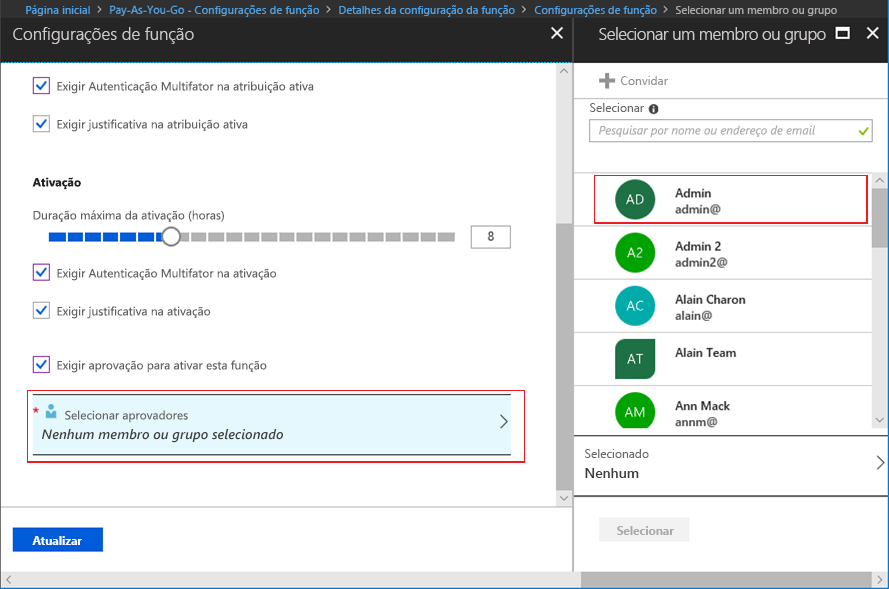 Página inicial > Pay-As-You-Go - Configurações de função > Detalhes da configuração da função > Configurações de função > Selecionar um membro ou grupo
Configurações de função
Exigir Autenticação Multifator na atribuição ativa
Exigir justificativa na atribuição ativa
Ativação
Duração máxima da ativação (horas)
8
Exigir Autenticação Multifator na ativação
Exigir justificativa na ativação
Exigir aprovação para ativar esta função
* Selecionar aprovadores
Nenhum membro ou grupo selecionado
Atualizar
Selecionar um membro ou grupo
Convidar
Selecionar
Pesquisar por nome ou endereço de email
AD
Admin
admin@
A2
Admin 2
admin2@
AC
Alain Charon
alain@
AT
Alain Team
AM
Ann Mack
annm@
Selecionado
Nenhum
Selecionar